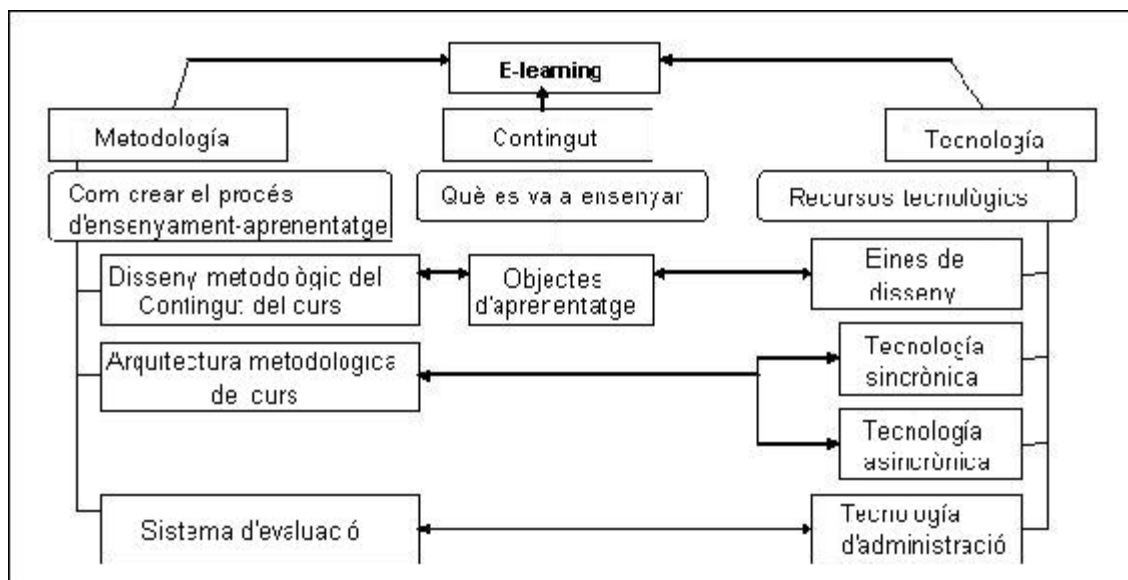 E-learning
Metodología
Contingut
Tecnología
Com crear el procés
d'ensenyament-aprenentatge
Què es va a ensenyar
Recursos tecnològics
Disseny metodològic del
Contingut del curs
Objectes
d'aprenentatge
Eines de
disseny
Arquitectura metodologica
de curs
Tecnología
sincrònica
Tecnología
asincrònica
Sistema d'evaluació
Tecnología
d'administració